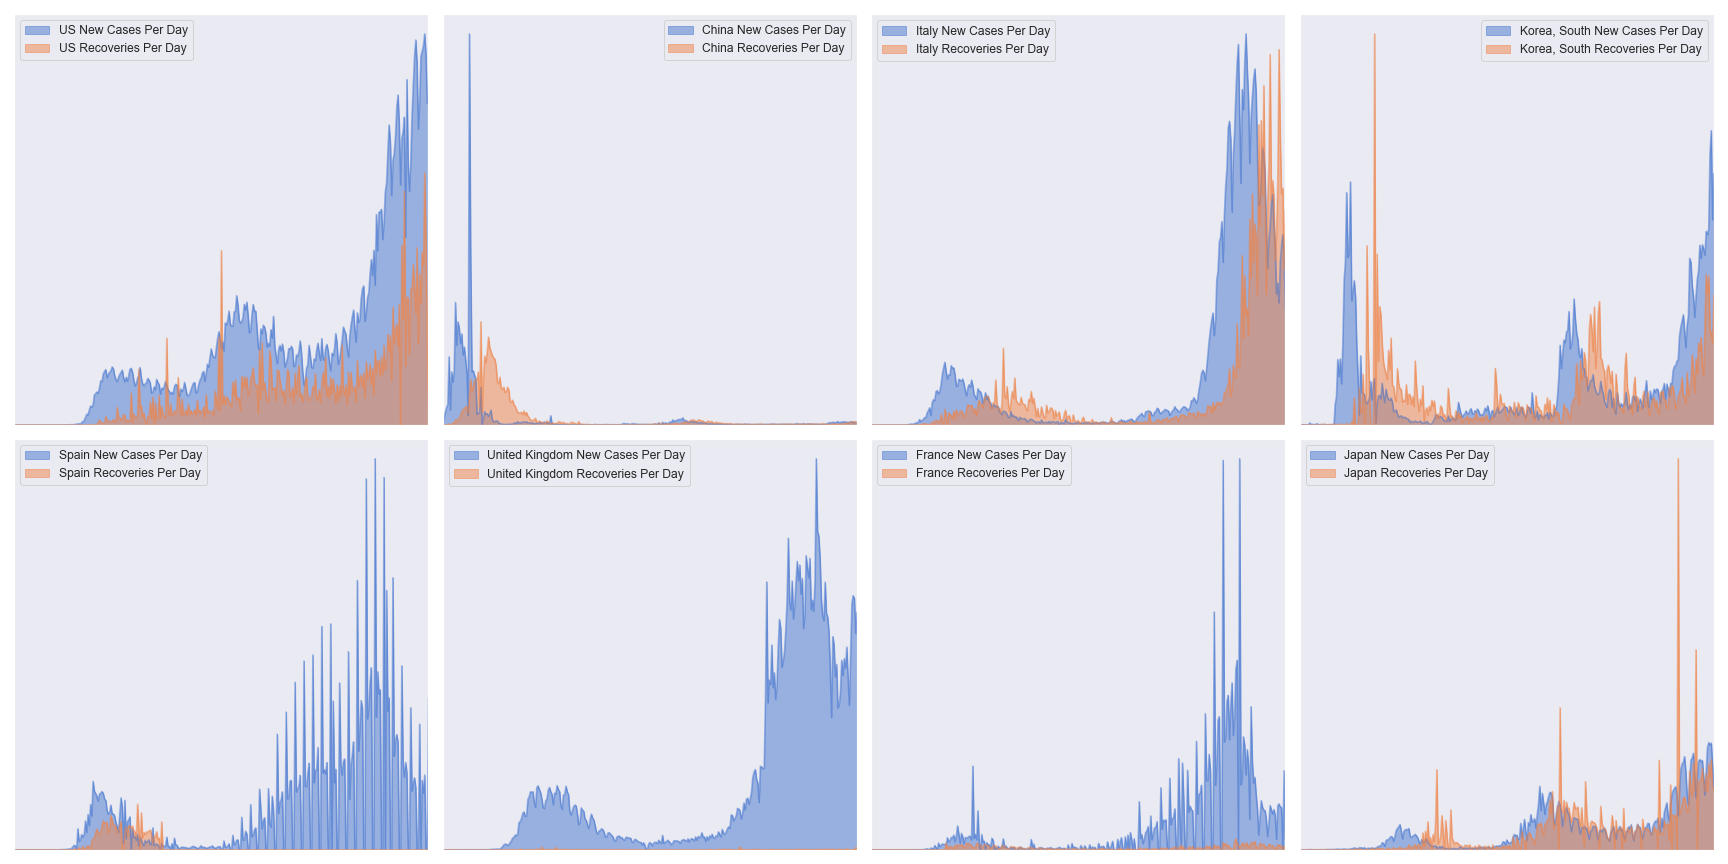 US New Cases Per Day
US Recoveries Per Day
China New Cases Per Day
China Recoveries Per Day
Italy New Cases Per Day
Italy Recoveries Per Day
Korea, South New Cases Per Day
Korea, South Recoveries Per Day
Spain New Cases Per Day
Spain Recoveries Per Day
United Kingdom New Cases Per Day
United Kingdom Recoveries Per Day
France New Cases Per Day
France Recoveries Per Day
Japan New Cases Per Day
Japan Recoveries Per Day